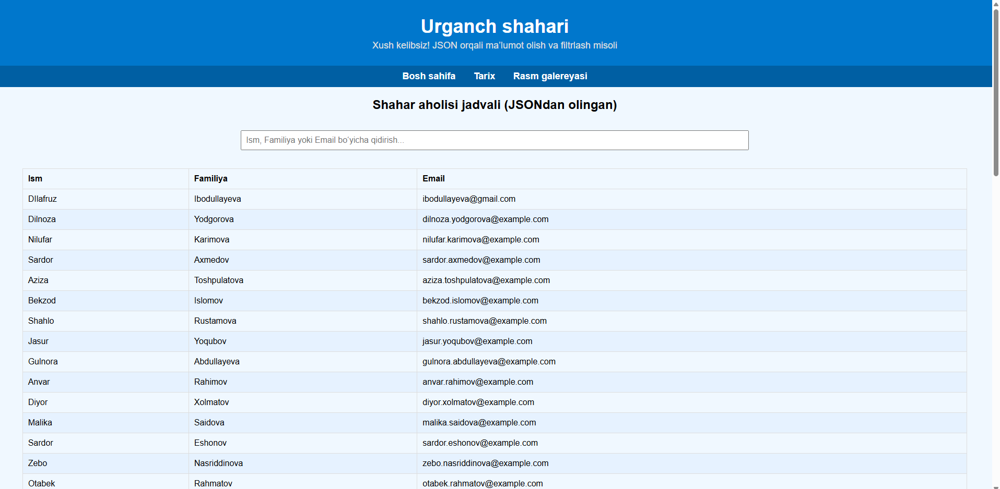 Urganch shahari
Xush kelibsiz! JSON orqali ma’lumot olish va filtrlash misoli
Bosh sahifa Tarix Rasm galereyasi
Shahar aholisi jadvali (JSONdan olingan)
Ism, Familiya yoki Email bo‘yicha qidirish...
Ism Familiya Email
DIlafruz Ibodullayeva ibodullayeva@gmail.com
Dilnoza Yodgorova dilnoza.yodgorova@example.com
Nilufar Karimova nilufar.karimova@example.com
Sardor Axmedov sardor.axmedov@example.com
Aziza Toshpulatova aziza.toshpulatova@example.com
Bekzod Islomov bekzod.islomov@example.com
Shahlo Rustamova shahlo.rustamova@example.com
Jasur Yoqubov jasur.yoqubov@example.com
Gulnora Abdullayeva gulnora.abdullayeva@example.com
Anvar Rahimov anvar.rahimov@example.com
Diyor Xolmatov diyor.xolmatov@example.com
Malika Saidova malika.saidova@example.com
Sardor Eshonov sardor.eshonov@example.com
Zebo Nasriddinova zebo.nasriddinova@example.com
Otabek Rahmatov otabek.rahmatov@example.com